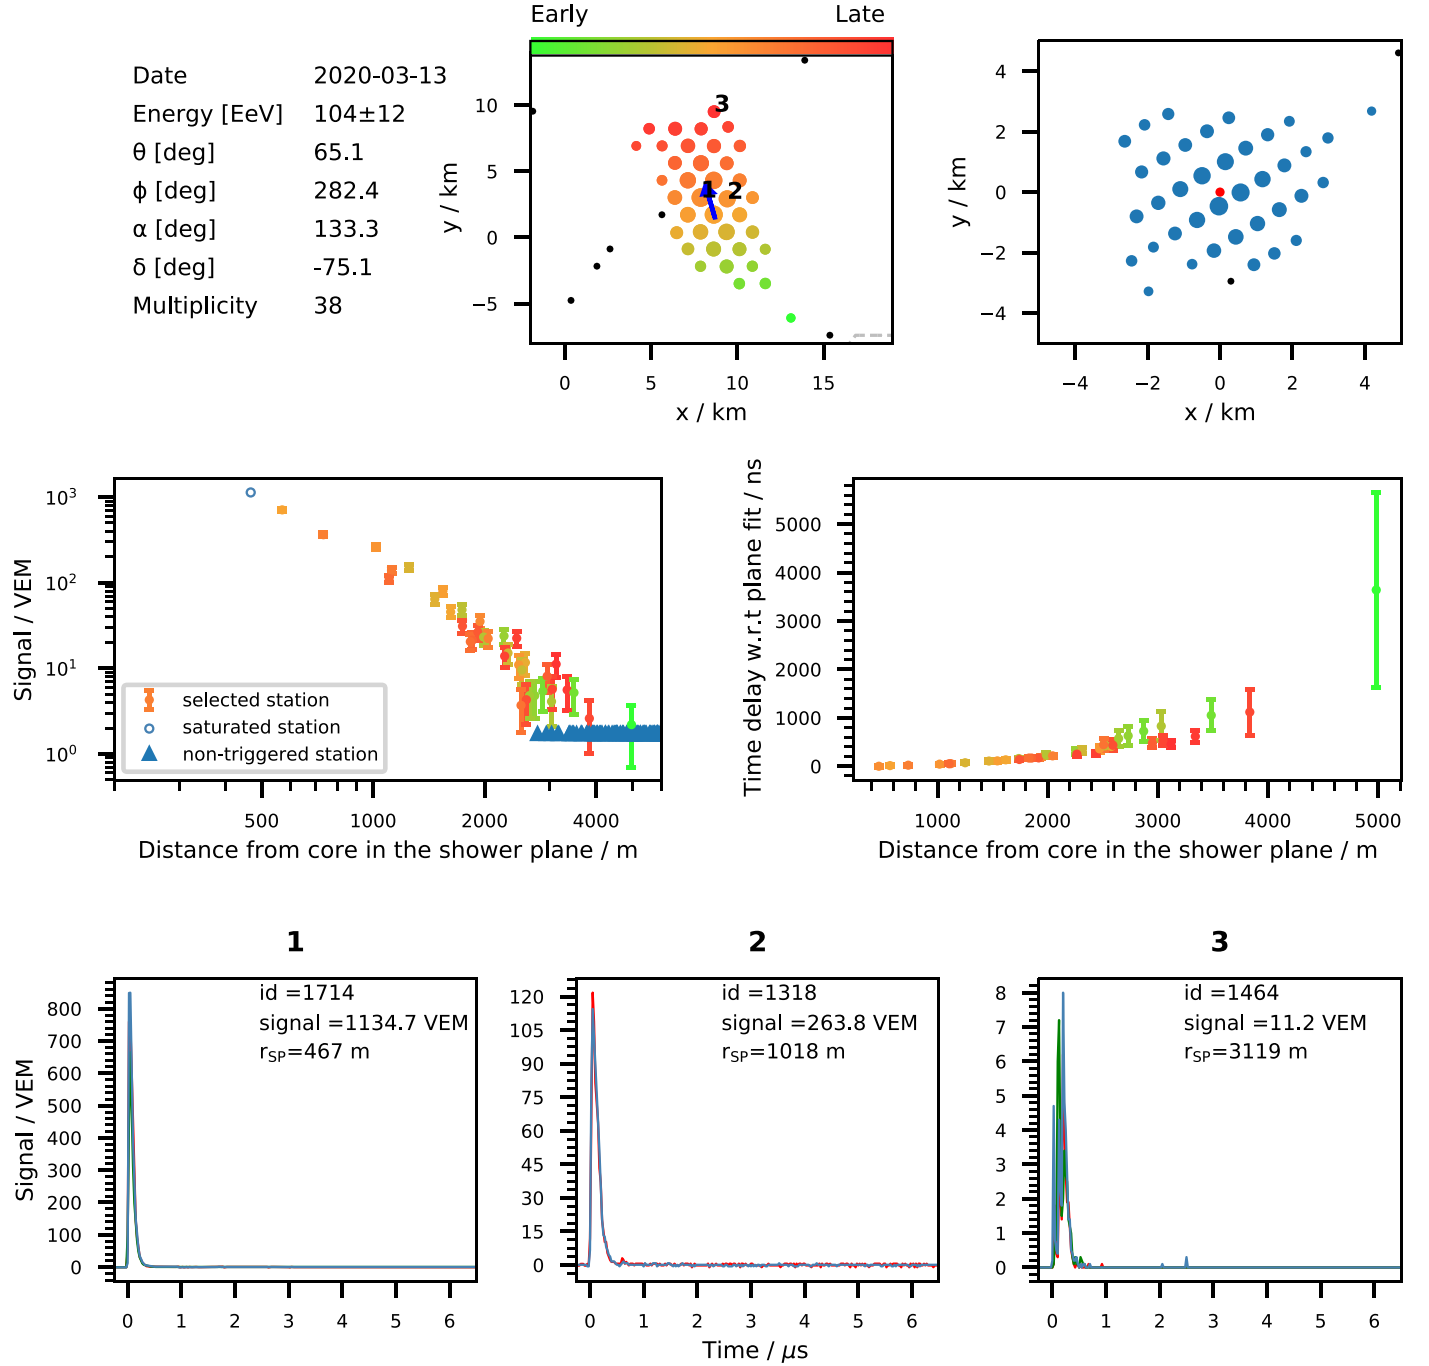 Early Late
Date 2020-03-13
Energy [EeV] 104±12
θ [deg] 65.1
ϕ [deg] 282.4
α [deg] 133.3
δ [deg] -75.1
Multiplicity 38
10
5
0
−5
y / km
0 5 10 15
x / km
3
1
2
4
2
0
−2
−4
y / km
−4 −2 0 2 4
x / km
10³
10²
10¹
10⁰
Signal / VEM
selected station
saturated station
non-triggered station
500 1000 2000 4000
Distance from core in the shower plane / m
5000
4000
3000
2000
1000
0
Time delay w.r.t plane fit / ns
1000 2000 3000 4000 5000
Distance from core in the shower plane / m
1
id =1714
signal =1134.7 VEM
rSP=467 m
800
700
600
500
400
300
200
100
0
Signal / VEM
0 1 2 3 4 5 6
2
id =1318
signal =263.8 VEM
rSP=1018 m
120
105
90
75
60
45
30
15
0
0 1 2 3 4 5 6
Time / μs
3
id =1464
signal =11.2 VEM
rSP=3119 m
8
7
6
5
4
3
2
1
0
0 1 2 3 4 5 6